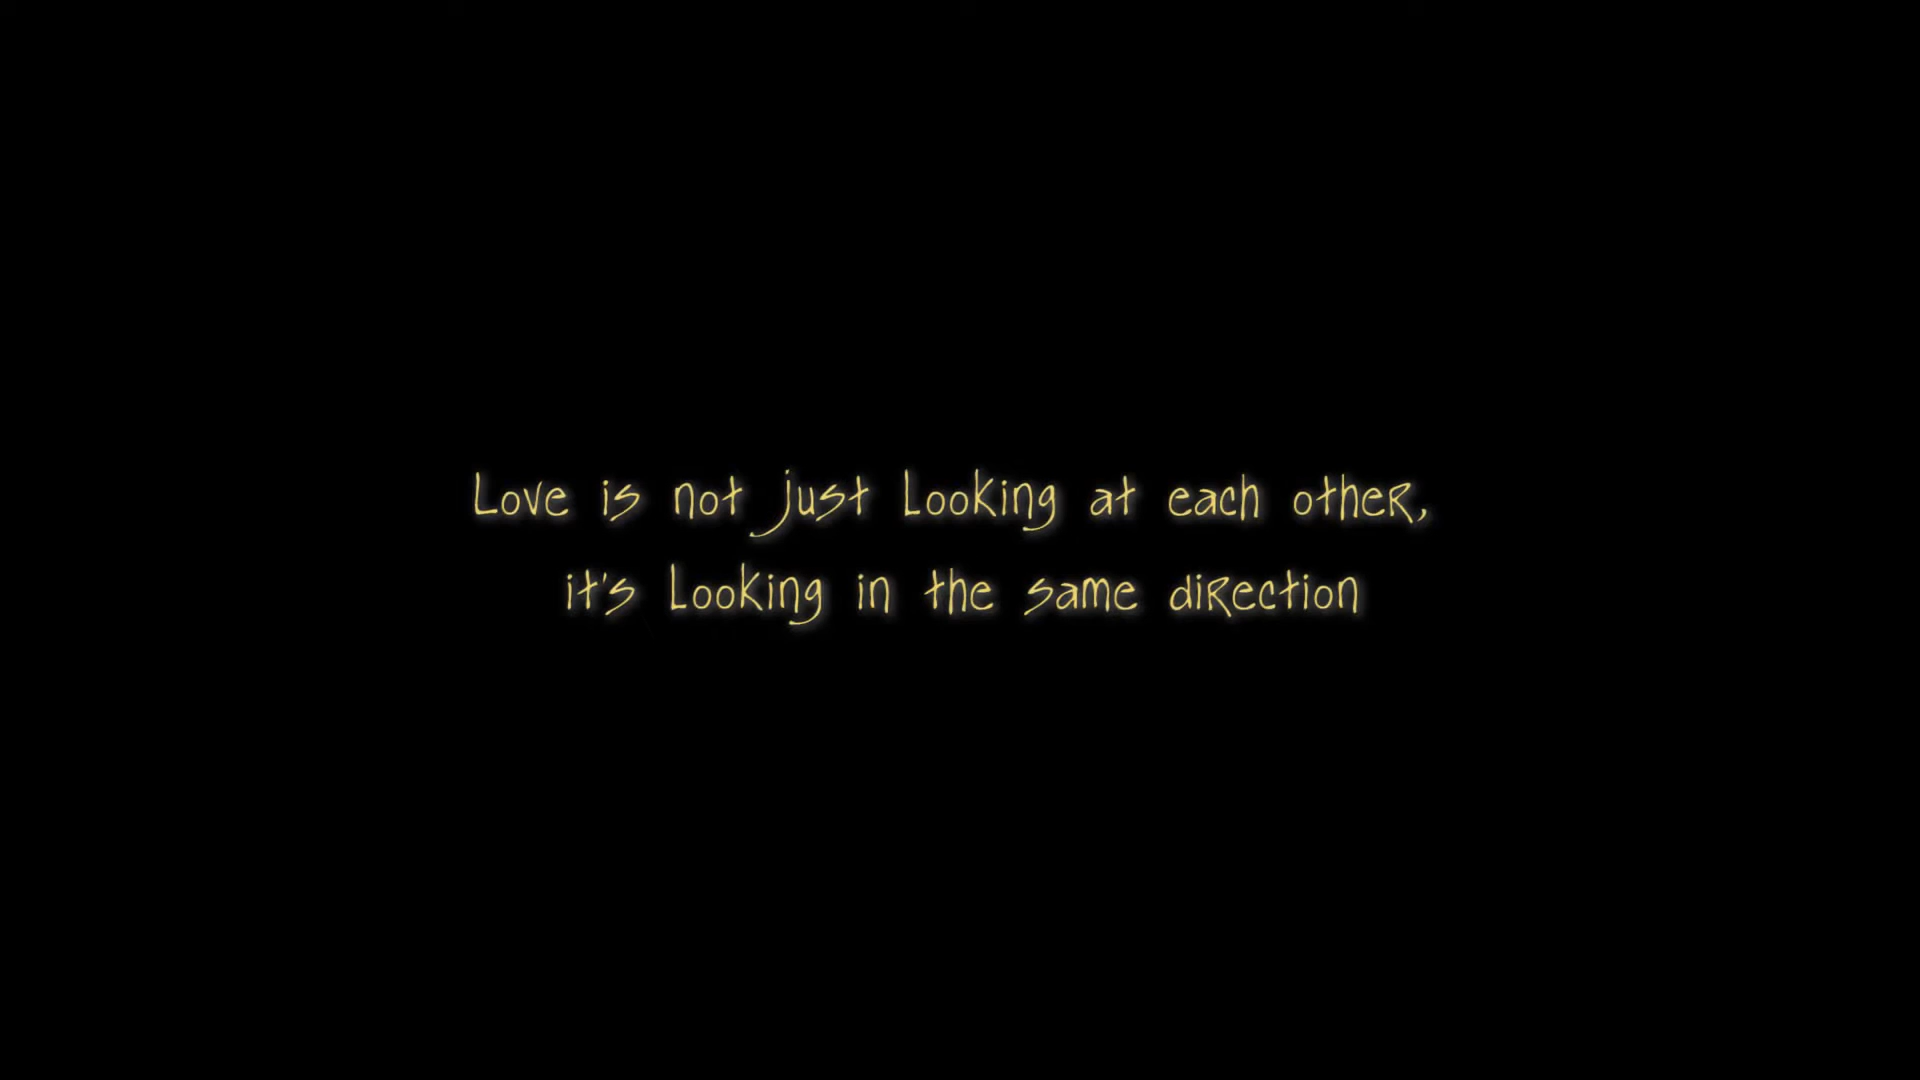 Love is not just Looking at each other,
it's Looking in the same direction